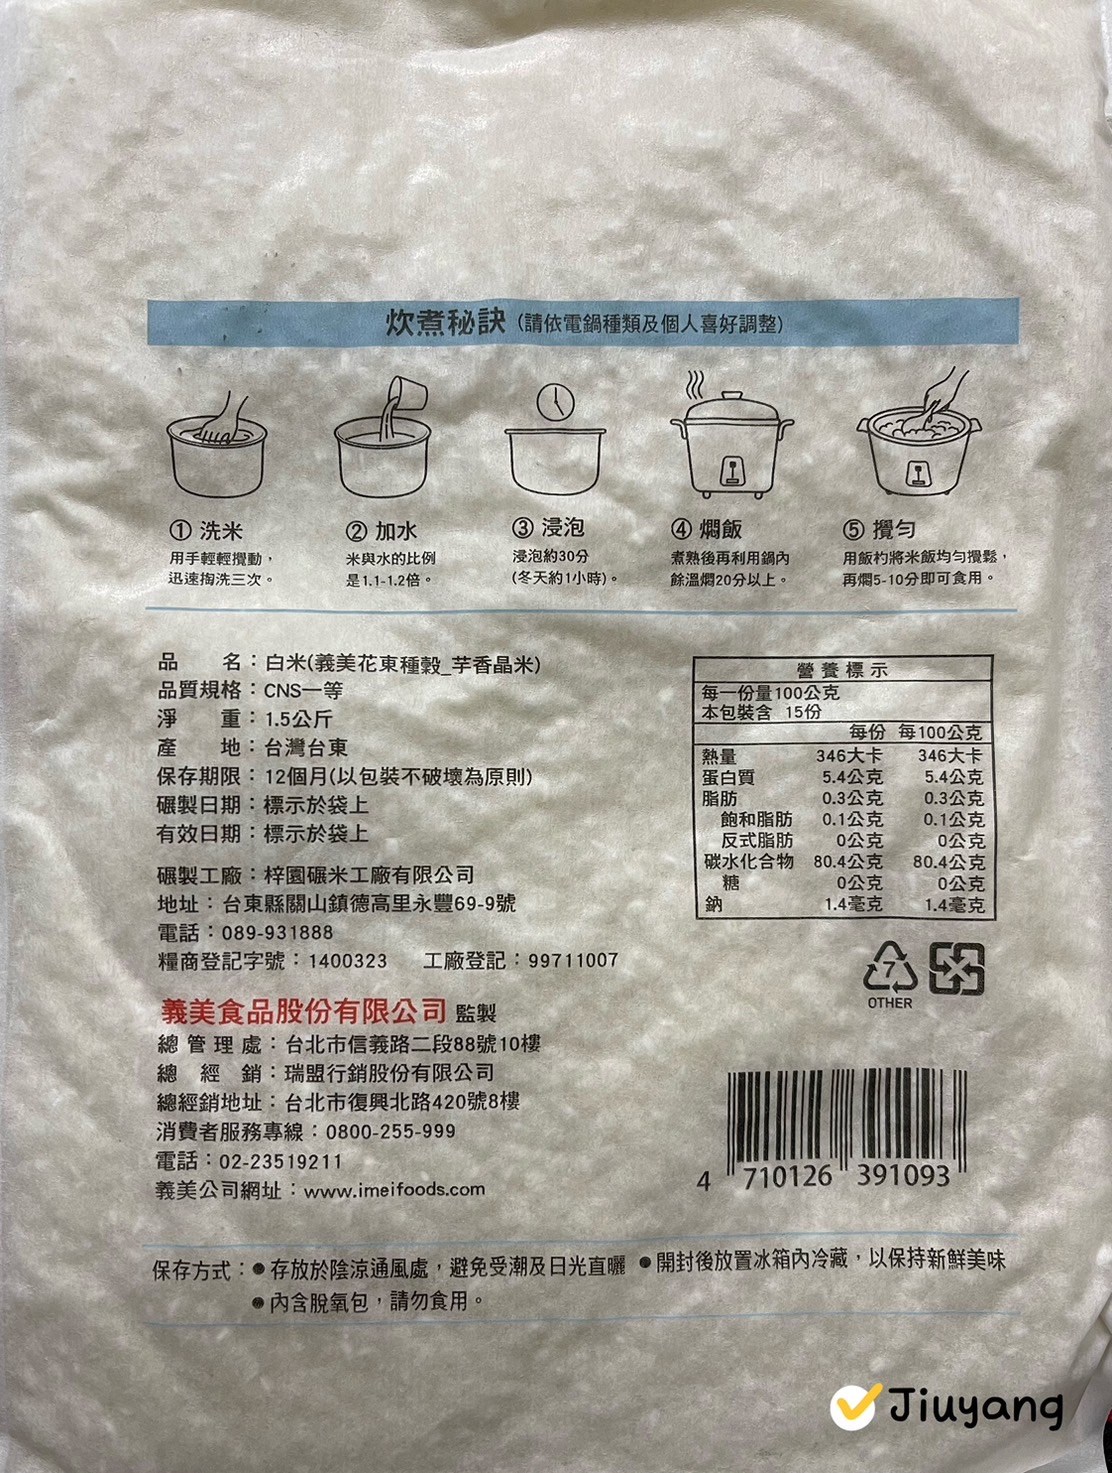 炊煮秘訣(請依電鍋種類及個人喜好調整)
① 洗米
用手輕輕攪動，
迅速掏洗三次。
② 加水
米與水的比例
是1.1-1.2倍。
③ 浸泡
浸泡約30分
(冬天約1小時)。
④ 燜飯
煮熟後再利用鍋內
餘溫燜20分以上。
⑤ 攪勻
用飯杓將米飯均勻攪鬆，
再燜5-10分即可食用。
品名：白米(義美花東種穀_芋香晶米)
品質規格：CNS一等
淨重：1.5公斤
產地：台灣台東
保存期限：12個月(以包裝不破壞為原則)
碾製日期：標示於袋上
有效日期：標示於袋上
碾製工廠：梓園碾米工廠有限公司
地址：台東縣關山鎮德高里永豐69-9號
電話：089-931888
糧商登記字號：1400323 工廠登記：99711007
義美食品股份有限公司 監製
總管理處：台北市信義路二段88號10樓
總經銷：瑞盟行銷股份有限公司
總經銷地址：台北市復興北路420號8樓
消費者服務專線：0800-255-999
電話：02-23519211
義美公司網址：www.imeifoods.com
營養標示
每一份量100公克
本包裝含 15份
每份 每100公克
熱量 346大卡 346大卡
蛋白質 5.4公克 5.4公克
脂肪 0.3公克 0.3公克
飽和脂肪 0.1公克 0.1公克
反式脂肪 0公克 0公克
碳水化合物 80.4公克 80.4公克
糖 0公克 0公克
鈉 1.4毫克 1.4毫克
7
OTHER
4 710126 391093
保存方式：●存放於陰涼通風處，避免受潮及日光直曬 ●開封後放置冰箱內冷藏，以保持新鮮美味
●內含脫氧包，請勿食用。
Jiuyang